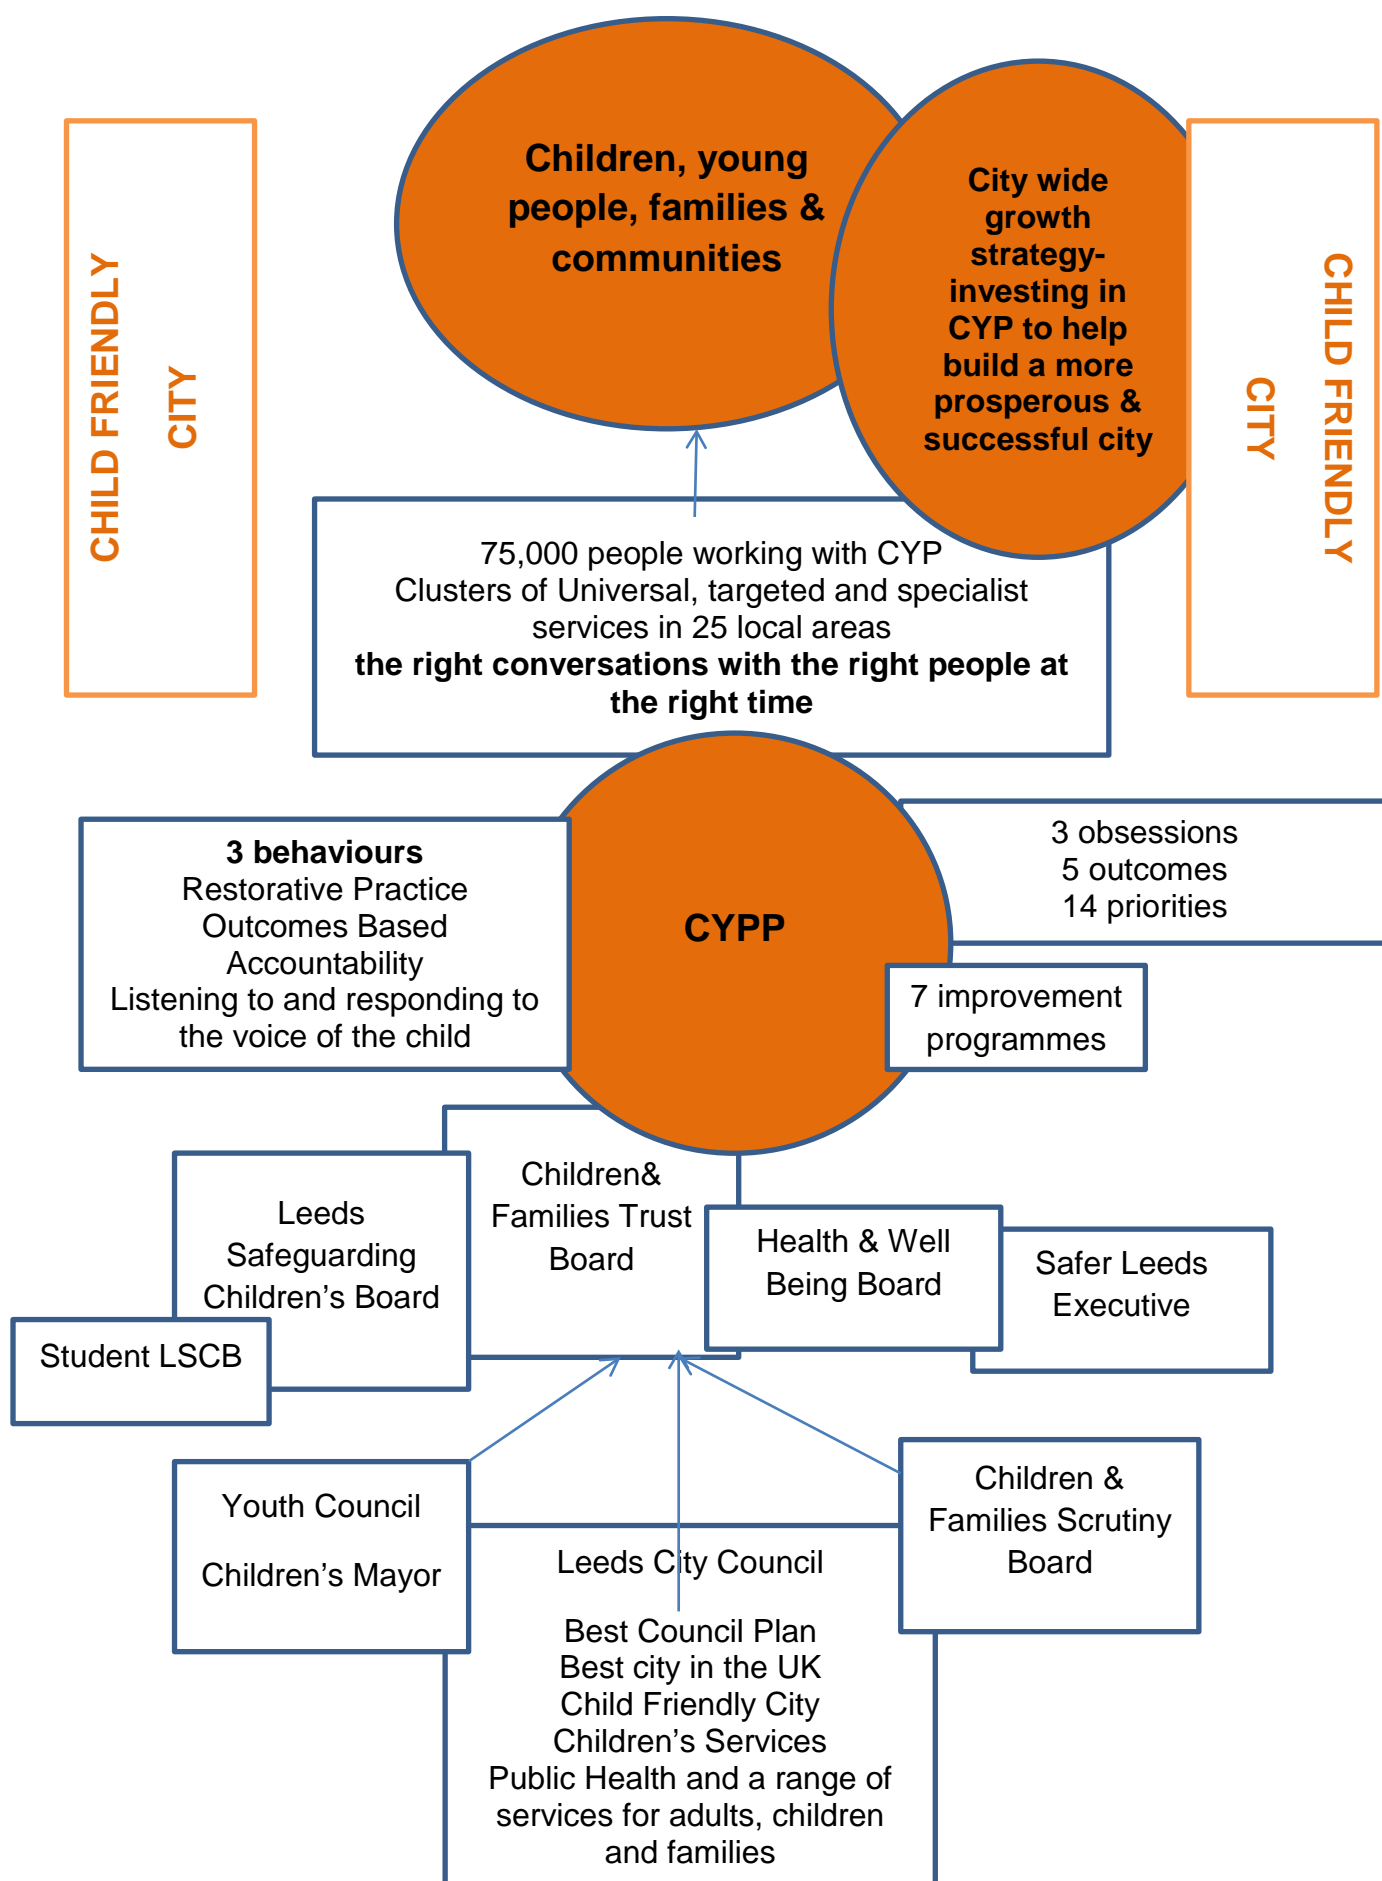 Children, young
people, families &
communities
City wide
growth
strategy-
investing in
CYP to help
build a more
prosperous &
successful city
CHILD FRIENDLY
CITY
CHILD FRIENDLY
CITY
75,000 people working with CYP
Clusters of Universal, targeted and specialist
services in 25 local areas
the right conversations with the right people at
the right time
3 behaviours
Restorative Practice
Outcomes Based
Accountability
Listening to and responding to
the voice of the child
CYPP
3 obsessions
5 outcomes
14 priorities
7 improvement
programmes
Leeds
Safeguarding
Children’s Board
Student LSCB
Children&
Families Trust
Board
Health & Well
Being Board
Safer Leeds
Executive
Youth Council
Children’s Mayor
Leeds City Council
Best Council Plan
Best city in the UK
Child Friendly City
Children’s Services
Public Health and a range of
services for adults, children
and families
Children &
Families Scrutiny
Board